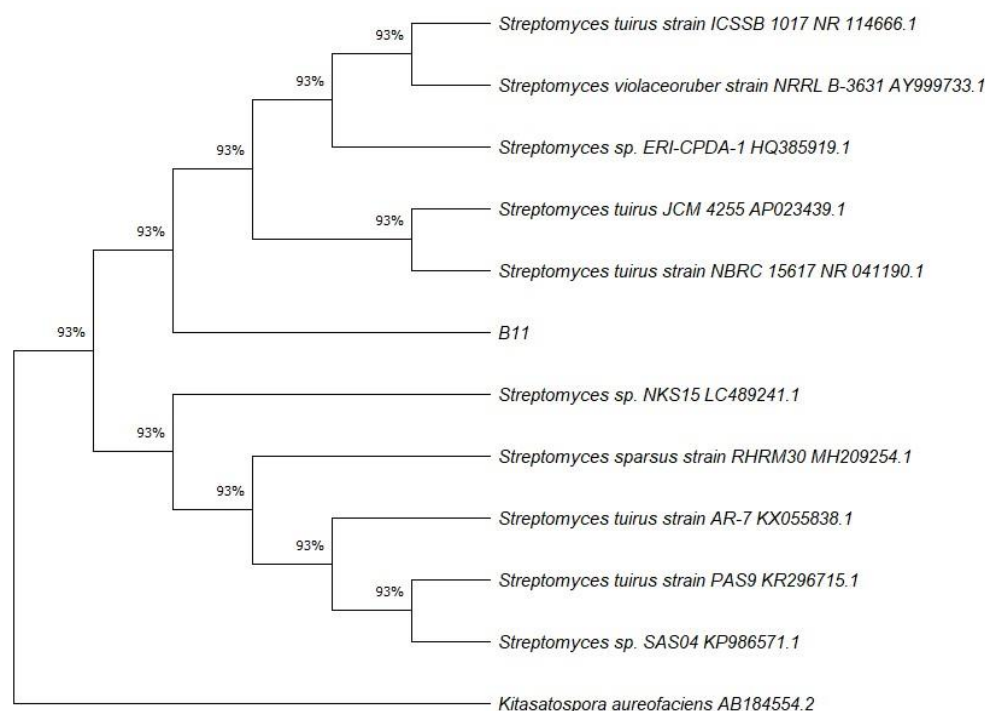 93%
Streptomyces tuirus strain ICSSB 1017 NR 114666.1
Streptomyces violaceoruber strain NRRL B-3631 AY999733.1
93%
Streptomyces sp. ERI-CPDA-1 HQ385919.1
93%
Streptomyces tuirus JCM 4255 AP023439.1
93%
Streptomyces tuirus strain NBRC 15617 NR 041190.1
93%
B11
93%
Streptomyces sp. NKS15 LC489241.1
93%
Streptomyces sparsus strain RHRM30 MH209254.1
93%
Streptomyces tuirus strain AR-7 KX055838.1
93%
Streptomyces tuirus strain PAS9 KR296715.1
93%
Streptomyces sp. SAS04 KP986571.1
Kitasatospora aureofaciens AB184554.2